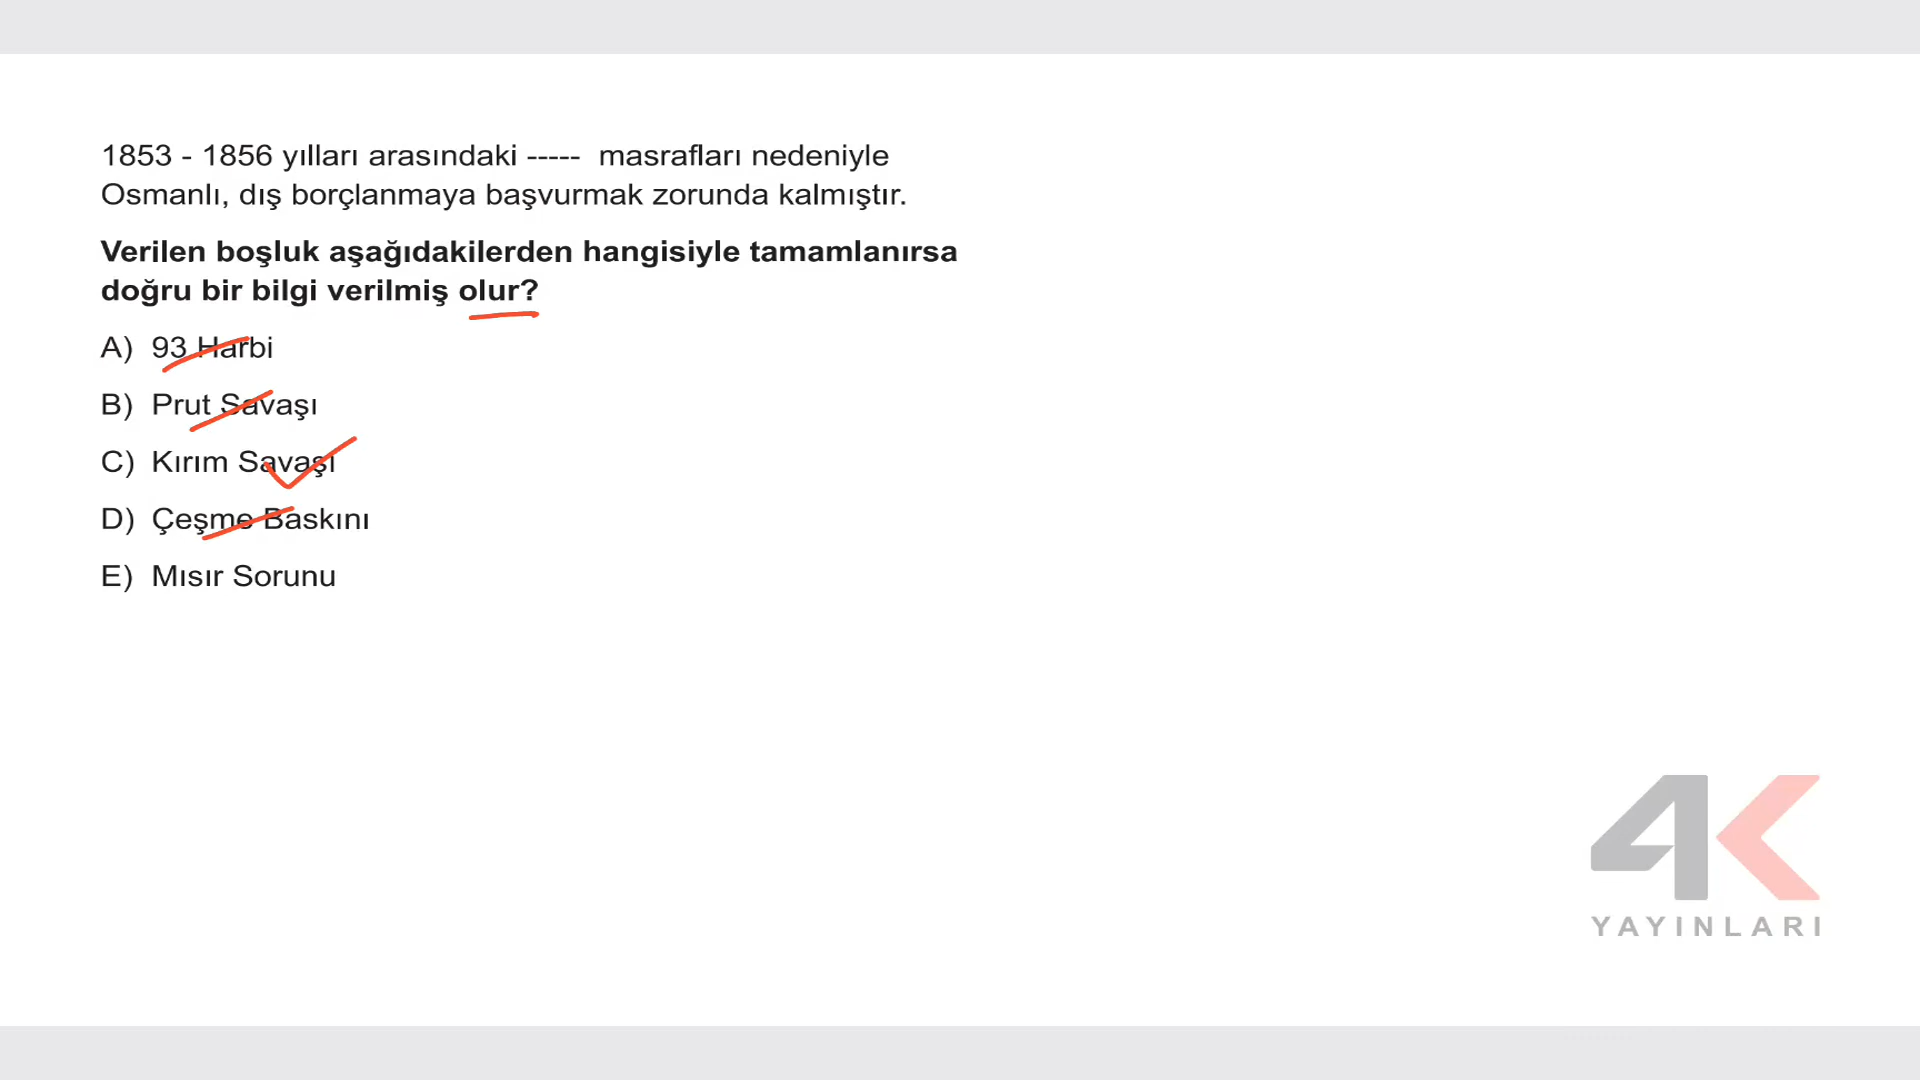 1853 - 1856 yılları arasındaki ----- masrafları nedeniyle
Osmanlı, dış borçlanmaya başvurmak zorunda kalmıştır.
Verilen boşluk aşağıdakilerden hangisiyle tamamlanırsa
doğru bir bilgi verilmiş olur?
A) 93 Harbi
B) Prut Savaşı
C) Kırım Savaşı
D) Çeşme Baskını
E) Mısır Sorunu
4K
YAYINLARI